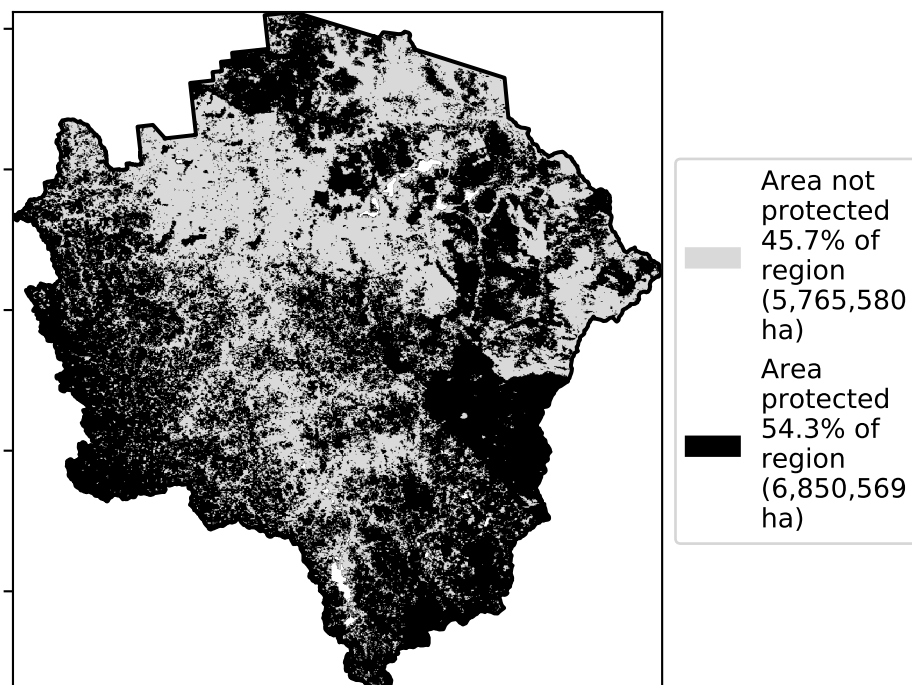 Area not
protected
45.7% of
region
(5,765,580
ha)
Area
protected
54.3% of
region
(6,850,569
ha)